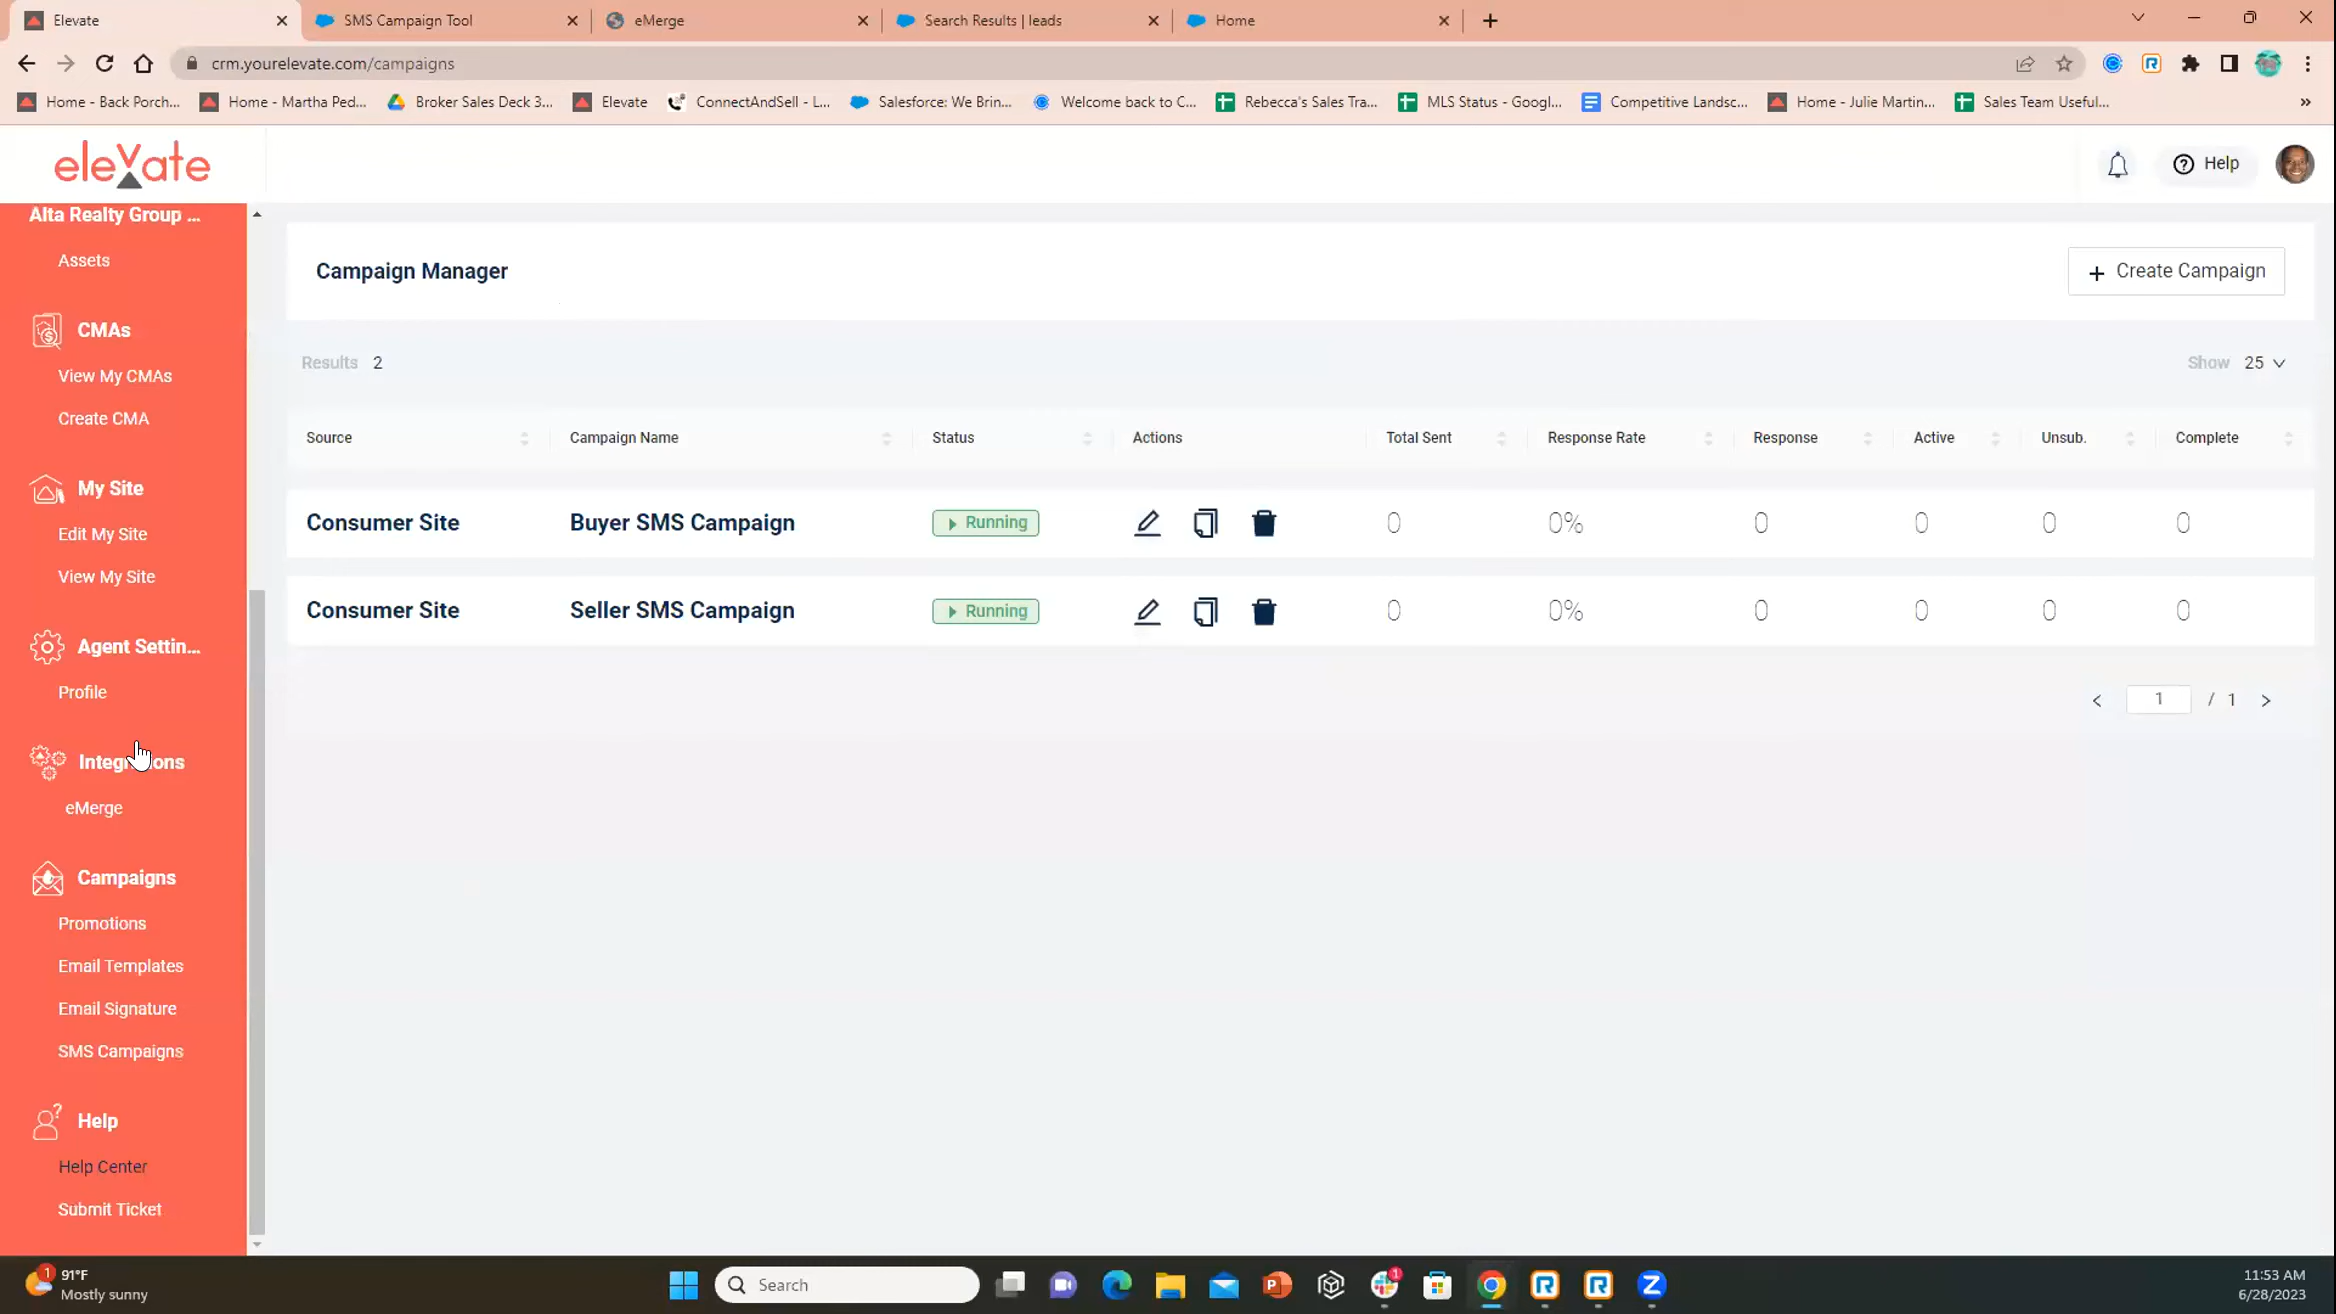 Elevate
SMS Campaign Tool
eMerge
Search Results | leads
Home
crm.yourelevate.com/campaigns
Home - Back Porch...
Home - Martha Ped...
Broker Sales Deck 3...
Elevate
ConnectAndSell - L...
Salesforce: We Brin...
Welcome back to C...
Rebecca's Sales Tra...
MLS Status - Googl...
Competitive Landsc...
Home - Julie Martin...
Sales Team Useful...
elevate
Help
Alta Realty Group ...
Assets
CMAs
View My CMAs
Create CMA
My Site
Edit My Site
View My Site
Agent Settin...
Profile
eMerge
Campaigns
Promotions
Email Templates
Email Signature
SMS Campaigns
Help
Help Center
Submit Ticket
Campaign Manager
+ Create Campaign
Results 2
Show 25
Source Campaign Name Status Actions Total Sent Response Rate Response Active Unsub. Complete
Consumer Site Buyer SMS Campaign Running 0 0% 0 0 0 0
Consumer Site Seller SMS Campaign Running 0 0% 0 0 0 0
< 1 / 1 >
1
91°F
Mostly sunny
Search
1
11:53 AM
6/28/2023